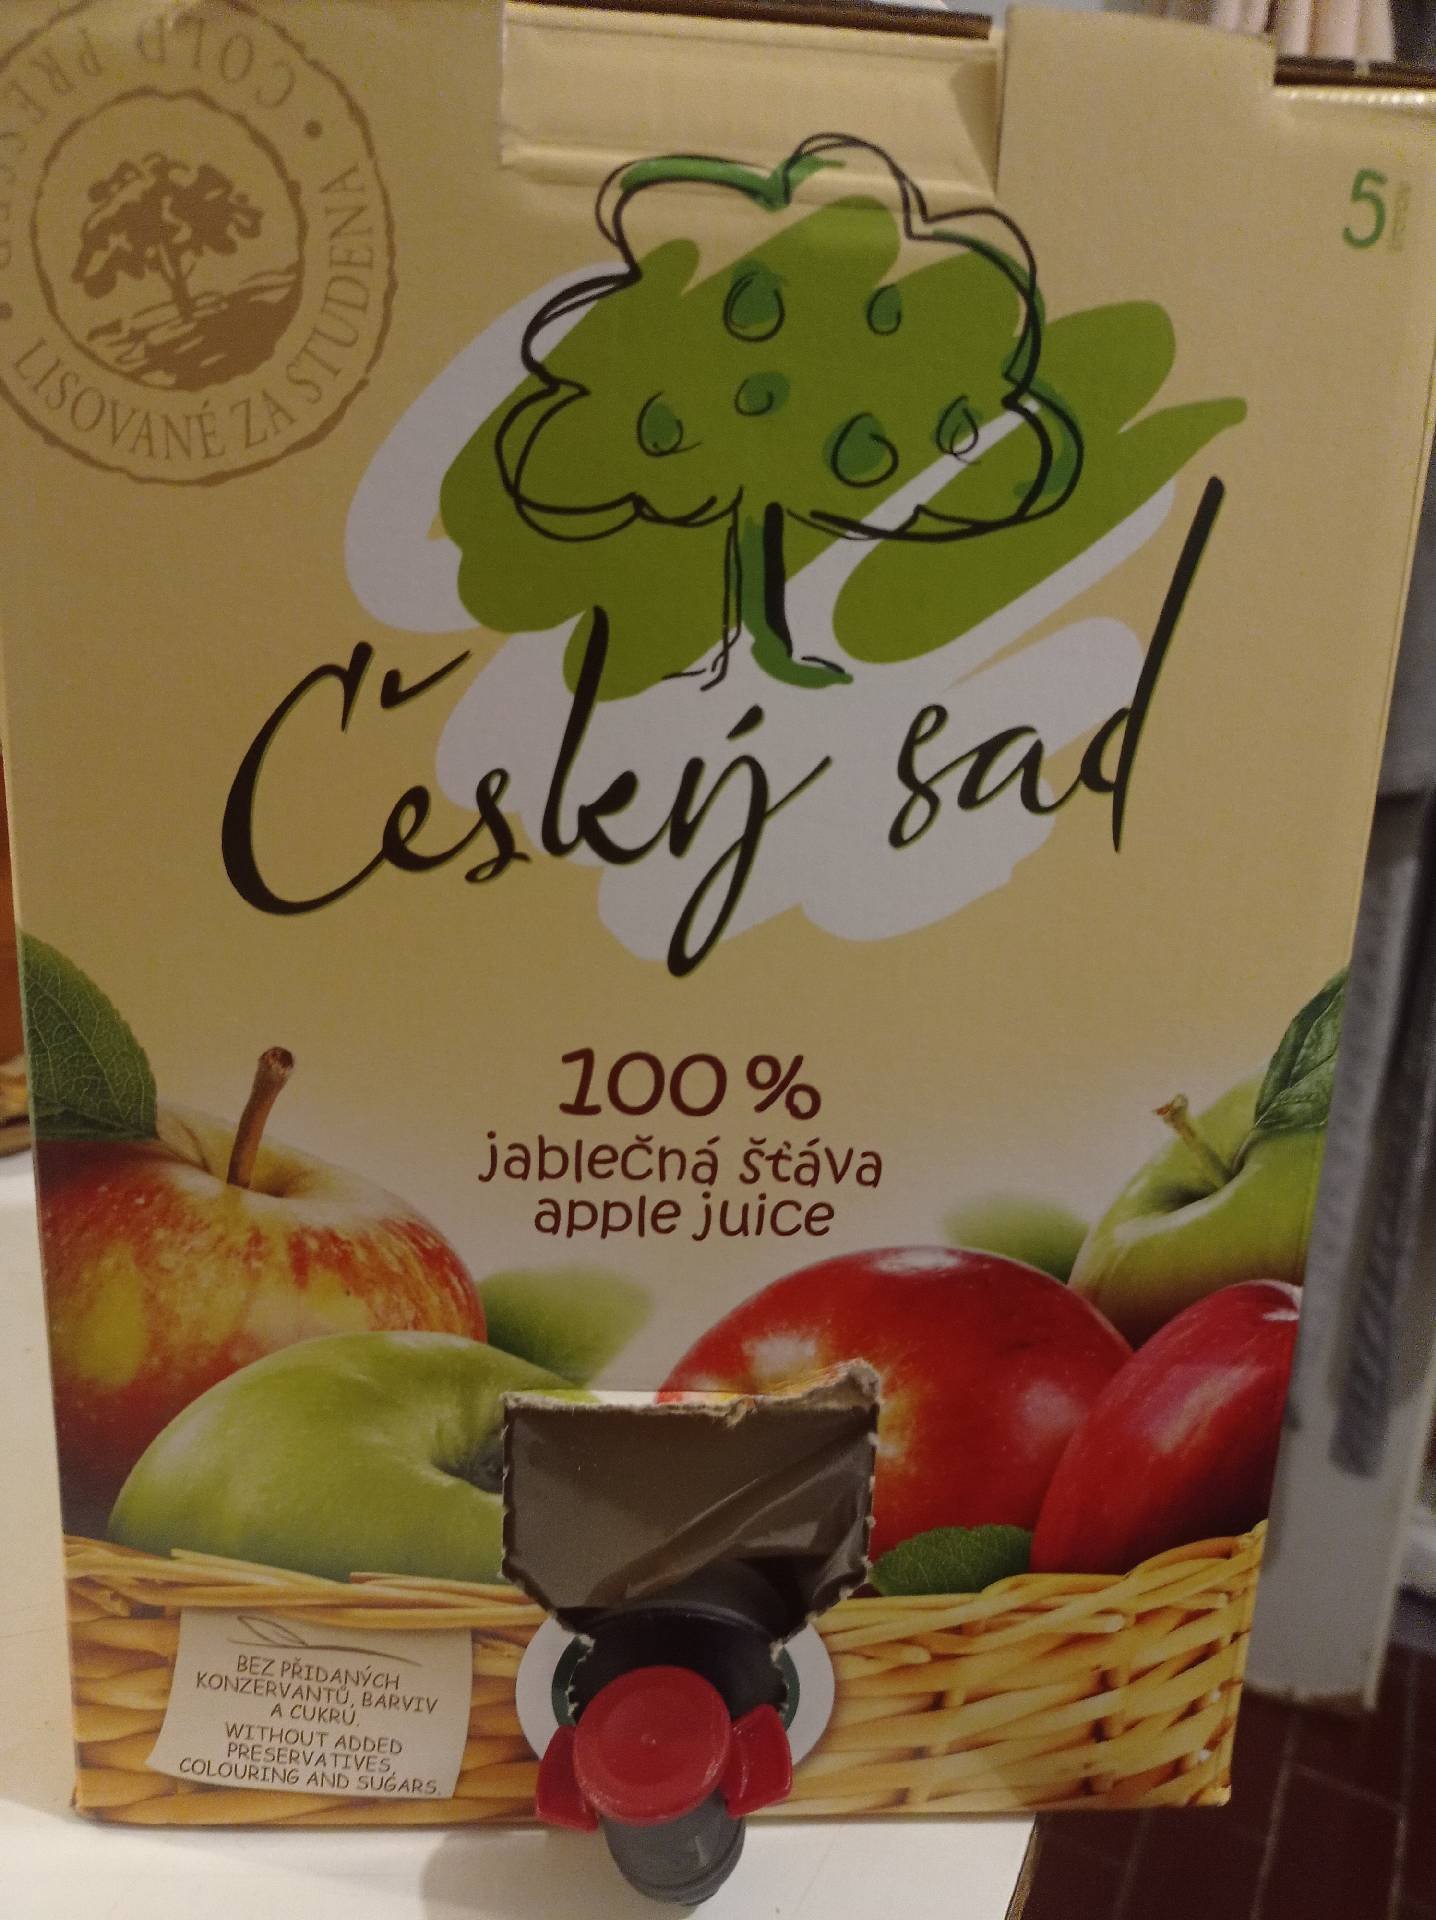 COLD PRESSED • LISOVANÉ ZA STUDENA •
5
Český sad
100 %
jablečná šťáva
apple juice
BEZ PŘIDANÝCH
KONZERVANTŮ, BARVIV
A CUKRŮ.
WITHOUT ADDED
PRESERVATIVES,
COLOURING AND SUGARS.